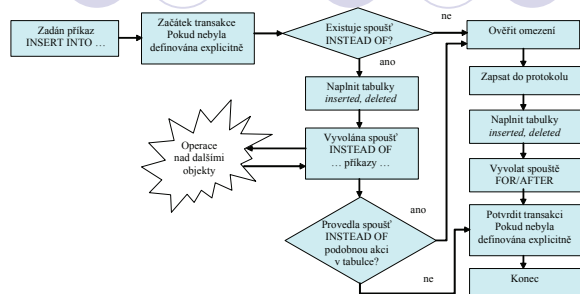 Zadán příkaz
INSERT INTO …
Začátek transakce
Pokud nebyla
definována explicitně
Existuje spoušť
INSTEAD OF?
ne
ano
Naplnit tabulky
inserted, deleted
Vyvolána spoušť
INSTEAD OF
… příkazy …
Operace
nad dalšími
objekty
Provedla spoušť
INSTEAD OF
podobnou akci
v tabulce?
ano
ne
Ověřit omezení
Zapsat do protokolu
Naplnit tabulky
inserted, deleted
Vyvolat spouště
FOR/AFTER
Potvrdit transakci
Pokud nebyla
definována explicitně
Konec